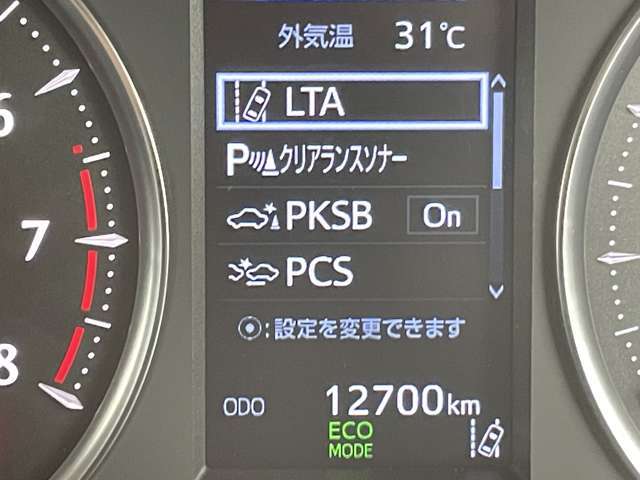 外気温 31℃
LTA
P クリアランスソナー
PKSB On
PCS
:設定を変更できます
ODO 12700km
ECO
MODE
6
7
8